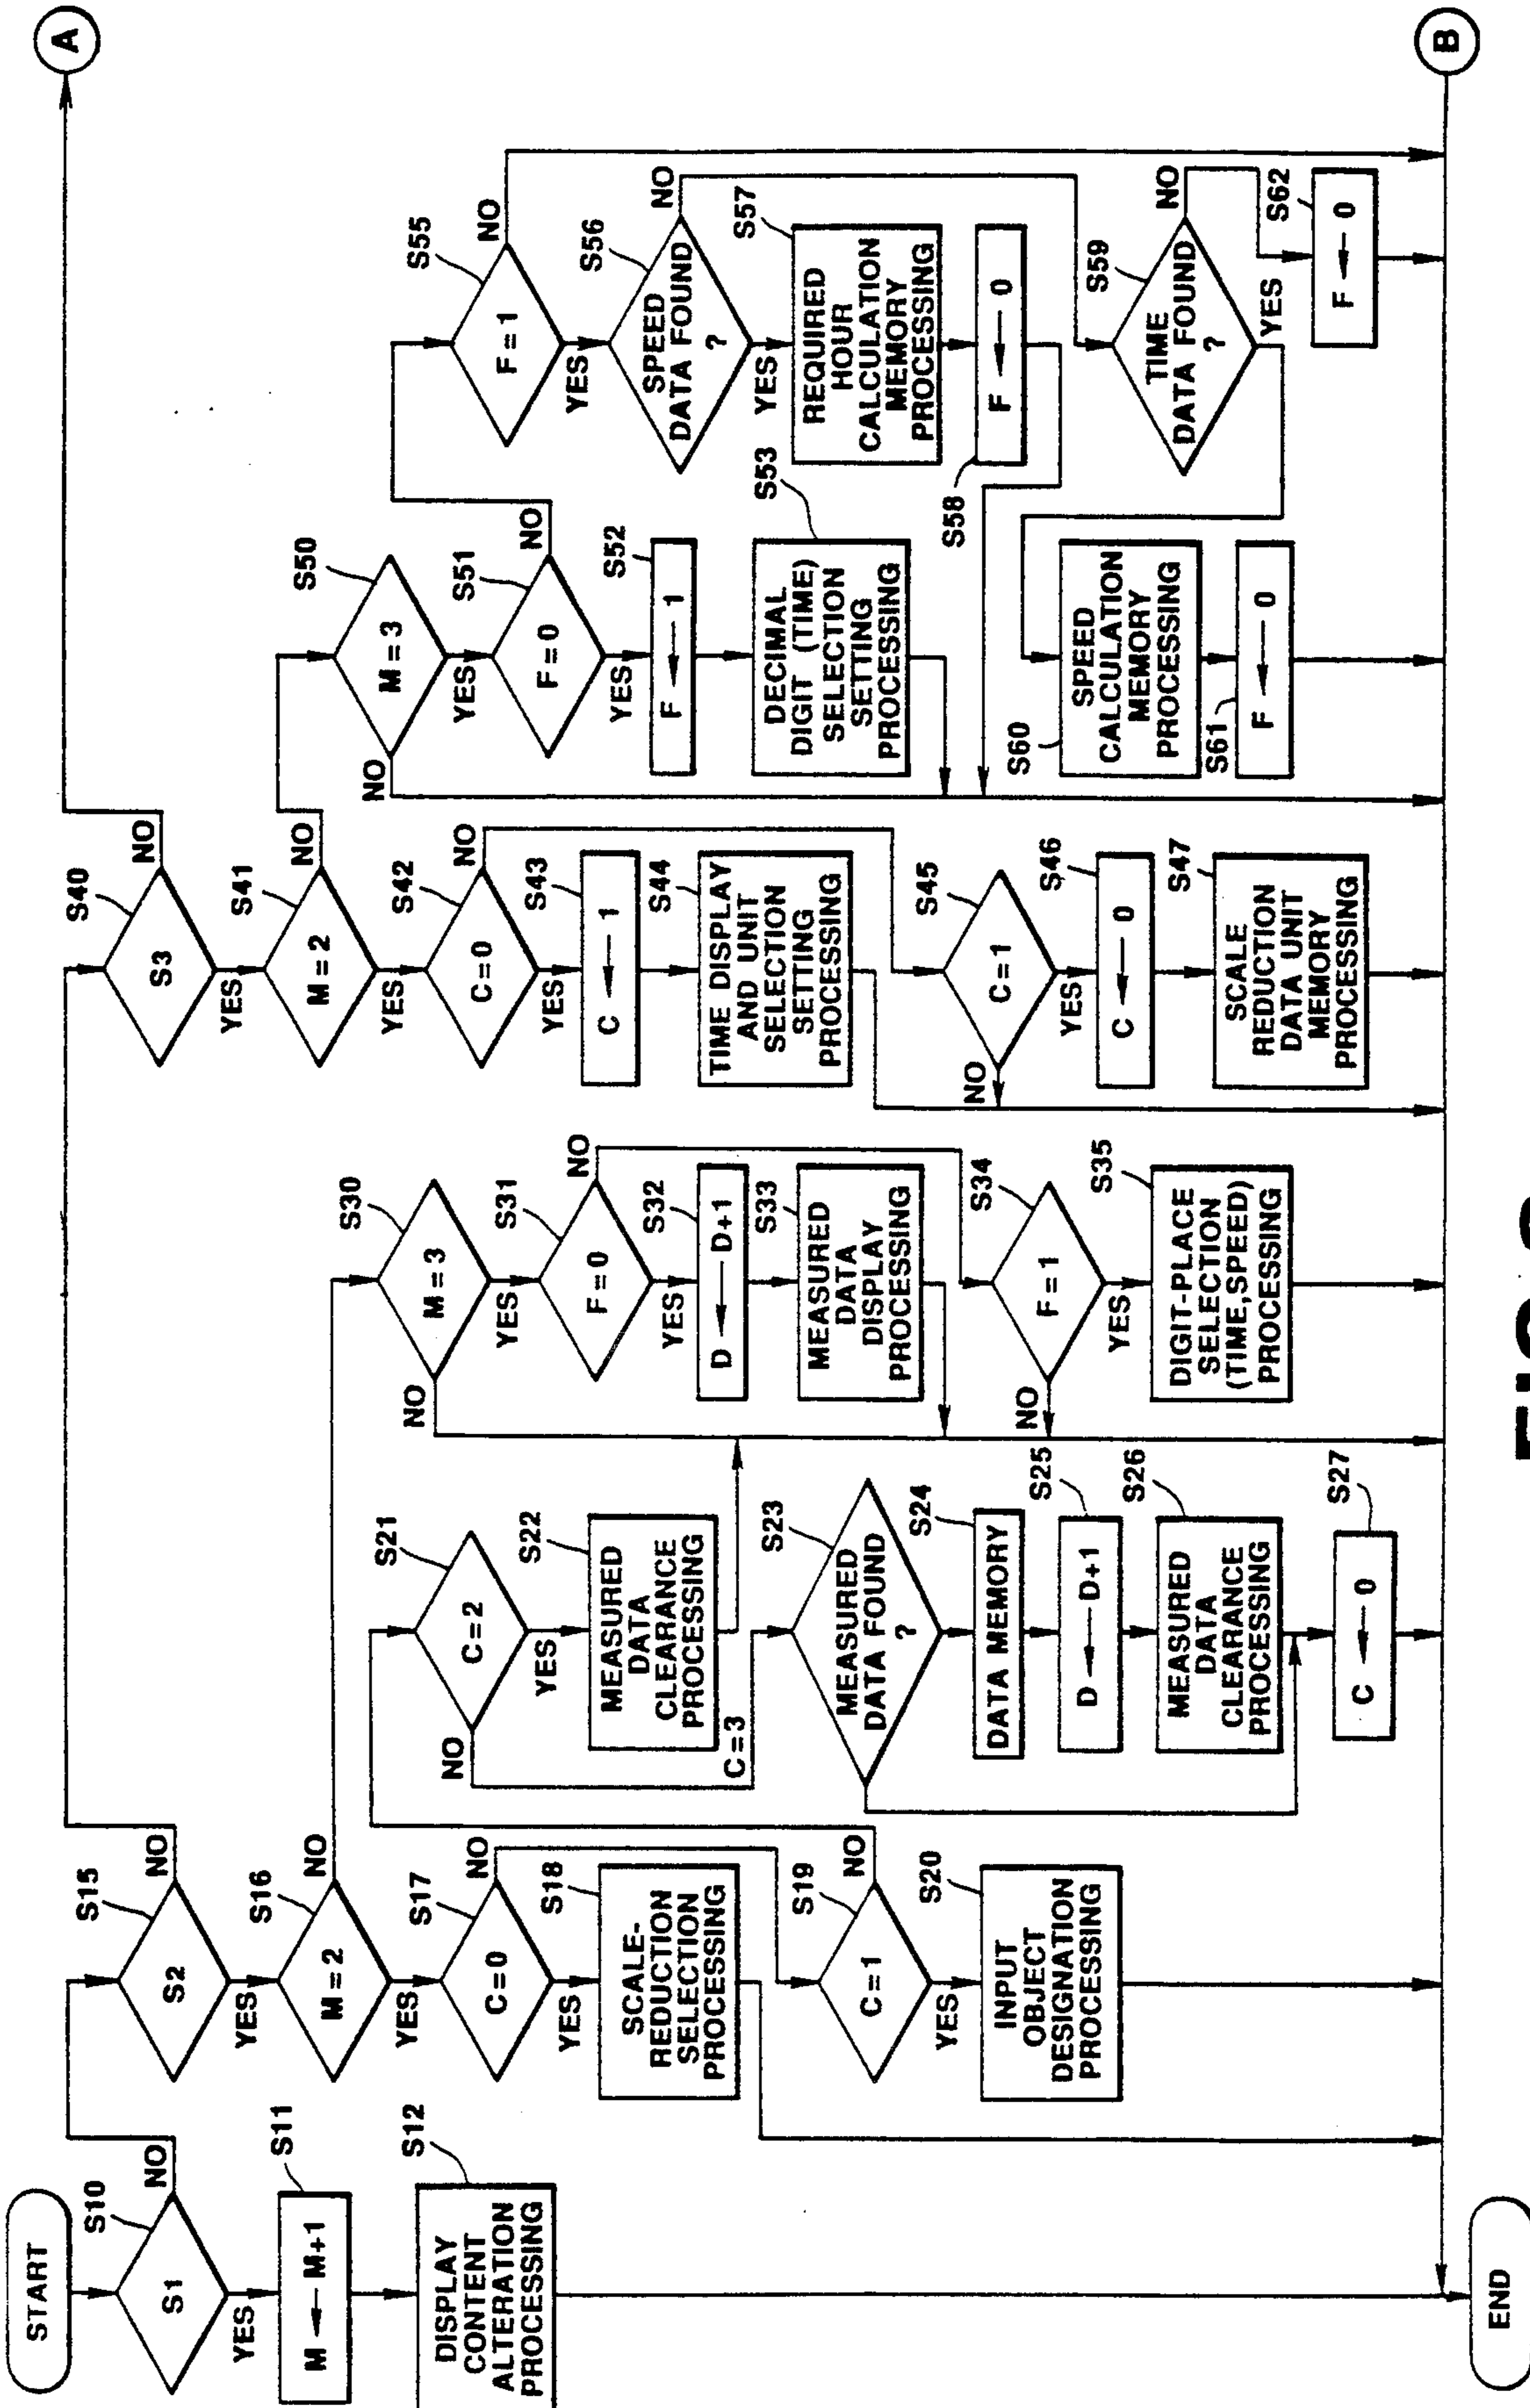 START
S10
S1
NO
YES
S11
M ← M+1
S12
DISPLAY
CONTENT
ALTERATION
PROCESSING
END
S15
S2
NO
YES
S16
M=2
NO
YES
S17
C=0
NO
YES
S18
SCALE-
REDUCTION
SELECTION
PROCESSING
S19
C=1
NO
YES
S20
INPUT
OBJECT
DESIGNATION
PROCESSING
S21
C=2
YES
NO
S22
MEASURED
DATA
CLEARANCE
PROCESSING
C=3
S23
MEASURED
DATA FOUND
?
S24
DATA MEMORY
S25
D ← D+1
S26
MEASURED
DATA
CLEARANCE
PROCESSING
S27
C ← 0
S30
M=3
NO
YES
S31
F=0
NO
YES
S32
D ← D+1
S33
MEASURED
DATA
DISPLAY
PROCESSING
S34
F=1
NO
YES
S35
DIGIT-PLACE
SELECTION
(TIME,SPEED)
PROCESSING
S40
S3
NO
YES
S41
M=2
NO
YES
S42
C=0
NO
YES
S43
C ← 1
S44
TIME DISPLAY
AND UNIT
SELECTION
SETTING
PROCESSING
S45
C=1
NO
YES
S46
C ← 0
S47
SCALE
REDUCTION
DATA UNIT
MEMORY
PROCESSING
S50
M=3
NO
YES
S51
F=0
NO
YES
S52
F ← 1
S53
DECIMAL
DIGIT (TIME)
SELECTION
SETTING
PROCESSING
S60
SPEED
CALCULATION
MEMORY
PROCESSING
S61
F ← 0
S55
F=1
NO
YES
S56
SPEED
DATA FOUND
?
NO
YES
S57
REQUIRED
HOUR
CALCULATION
MEMORY
PROCESSING
S58
F ← 0
S59
TIME
DATA FOUND
?
NO
YES
S62
F ← 0
A
B